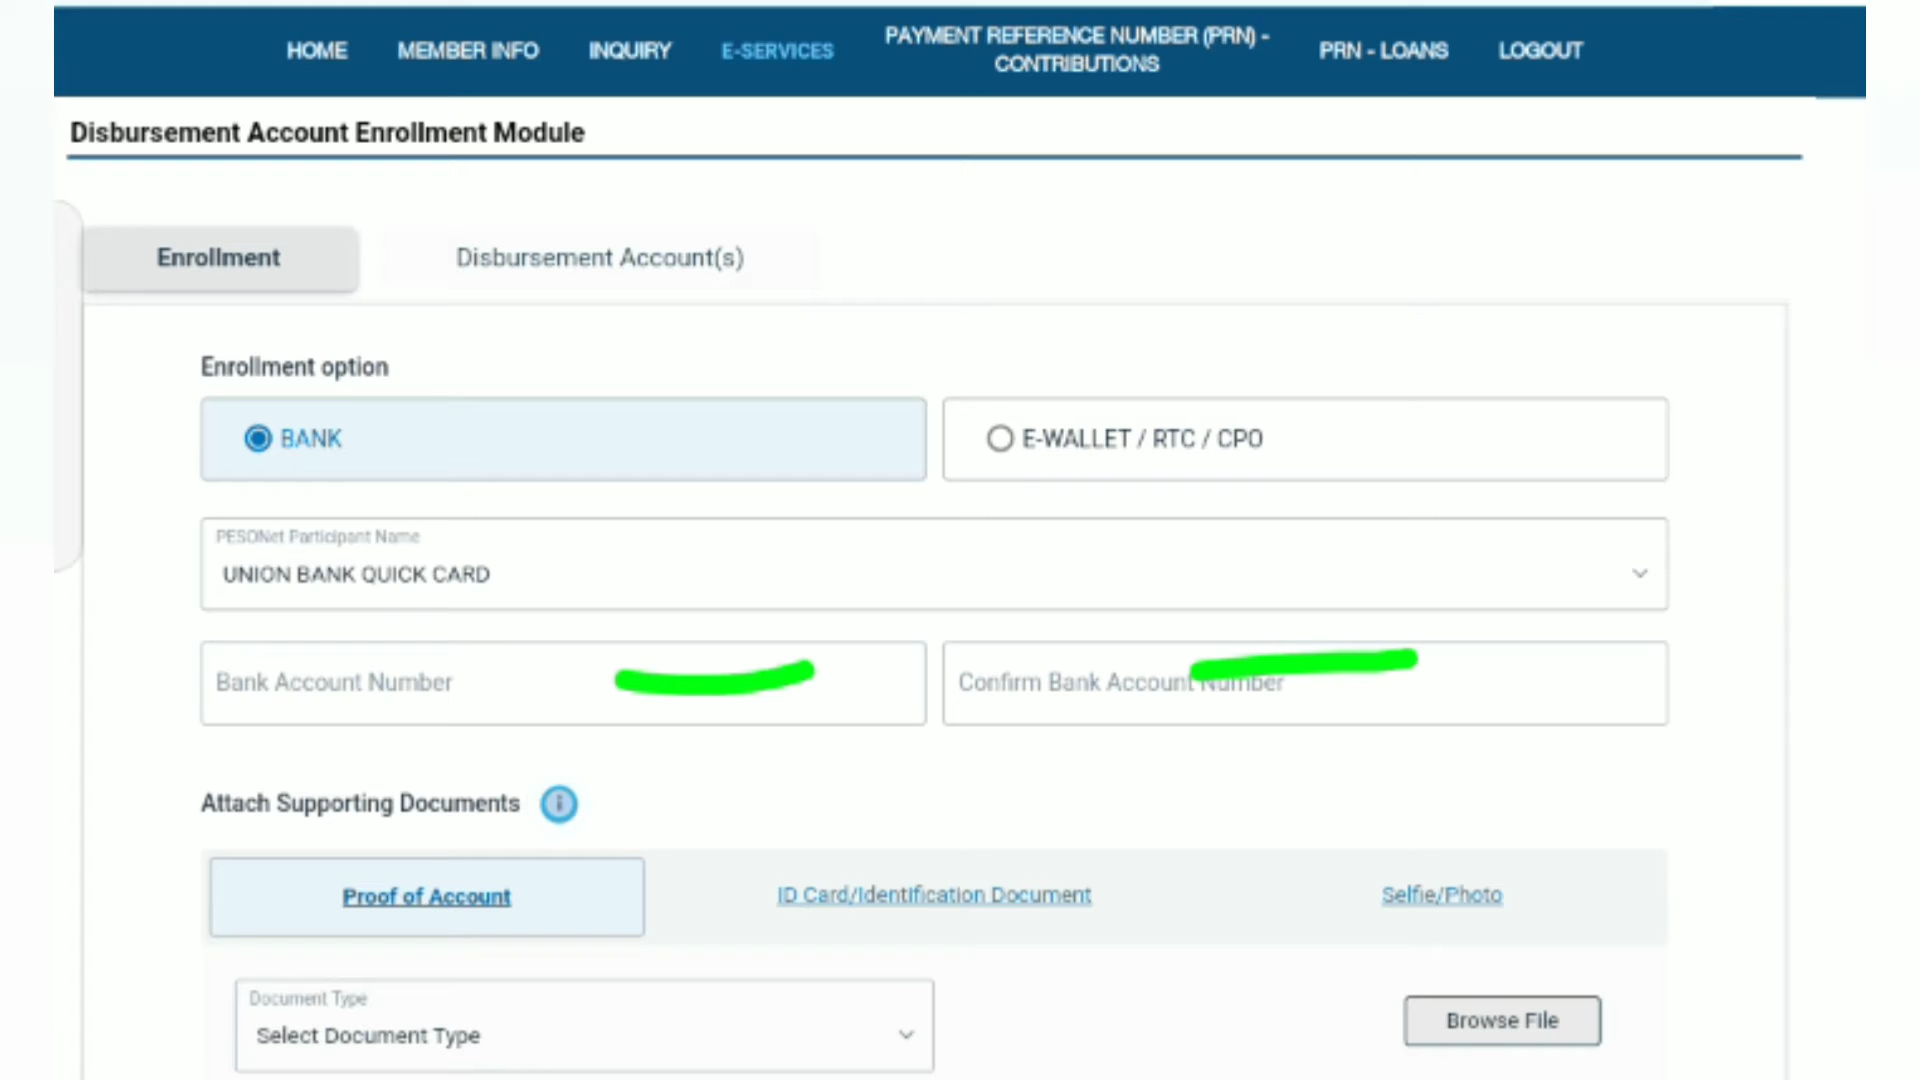 HOME MEMBER INFO INQUIRY E-SERVICES PAYMENT REFERENCE NUMBER (PRN) - CONTRIBUTIONS PRN - LOANS LOGOUT
Disbursement Account Enrollment Module
Enrollment Disbursement Account(s)
Enrollment option
BANK E-WALLET / RTC / CPO
PESONet Participant Name
UNION BANK QUICK CARD
Bank Account Number Confirm Bank Account Number
Attach Supporting Documents i
Proof of Account ID Card/Identification Document Selfie/Photo
Document Type
Select Document Type
Browse File